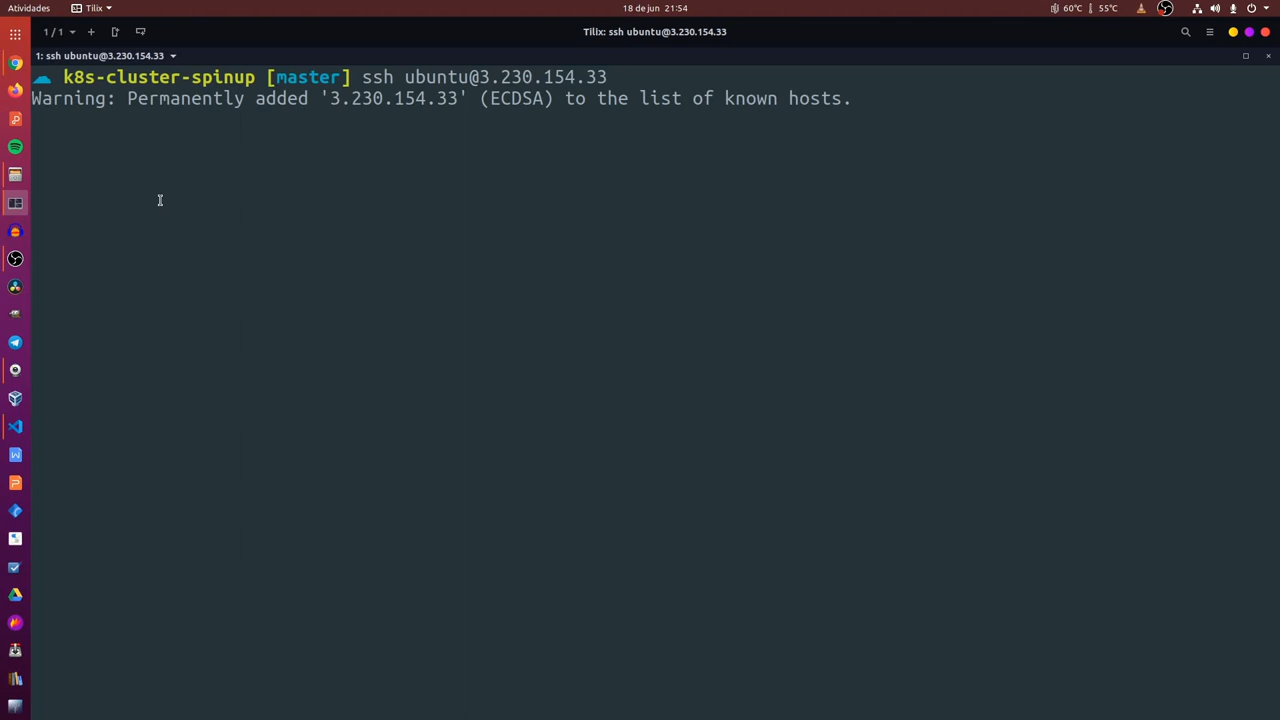 Atividades
Tilix
18 de jun 21:54
60°C
55°C
1 / 1
Tilix: ssh ubuntu@3.230.154.33
1: ssh ubuntu@3.230.154.33
k8s-cluster-spinup [master] ssh ubuntu@3.230.154.33
Warning: Permanently added '3.230.154.33' (ECDSA) to the list of known hosts.